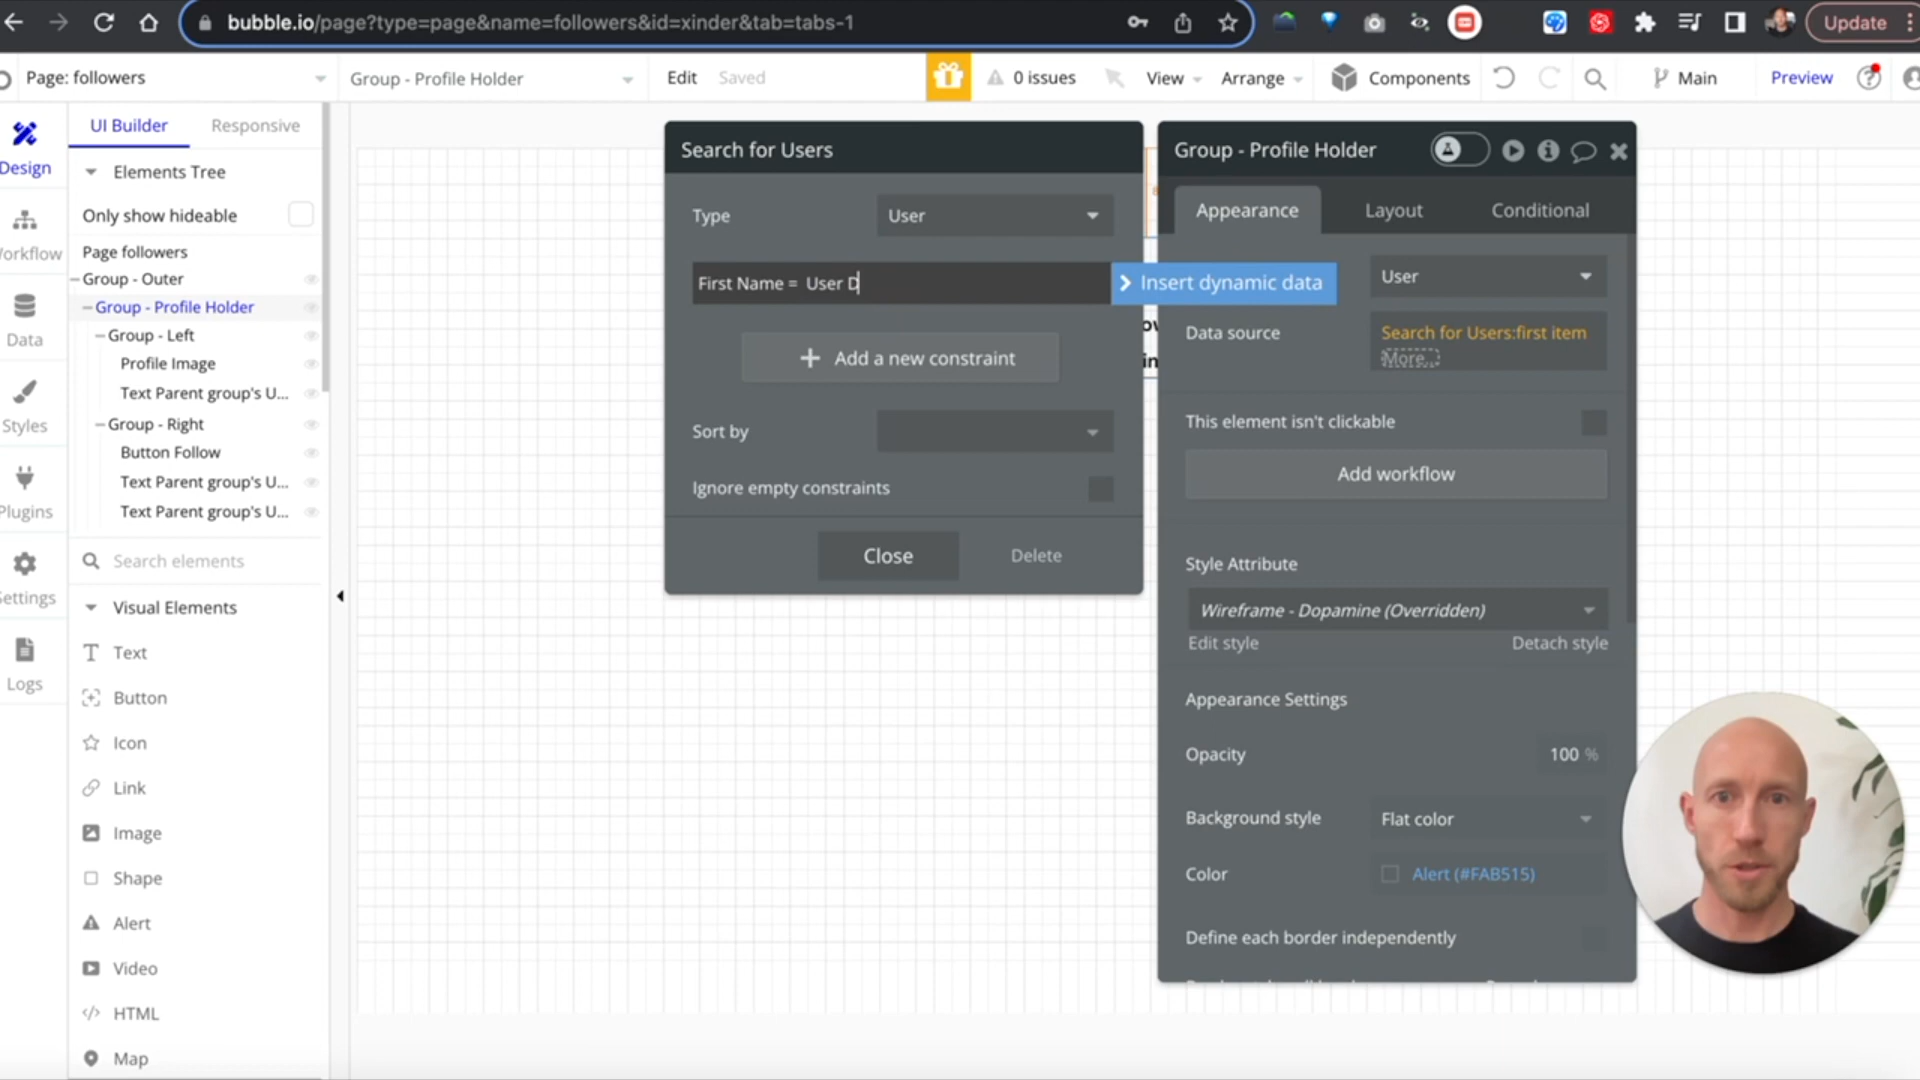 bubble.io/page?type=page&name=followers&id=xinder&tab=tabs-1
Update
Page: followers
Group - Profile Holder
Edit
Saved
0 issues
View
Arrange
Components
Main
Preview
Design
Workflow
Data
Styles
Plugins
Settings
Logs
UI Builder
Responsive
Elements Tree
Only show hideable
Page followers
Group - Outer
Group - Profile Holder
Group - Left
Profile Image
Text Parent group's U...
Group - Right
Button Follow
Text Parent group's U...
Text Parent group's U...
Search elements
Visual Elements
Text
Button
Icon
Link
Image
Shape
Alert
Video
HTML
Map
Search for Users
Type
User
First Name = User D
Insert dynamic data
Add a new constraint
Sort by
Ignore empty constraints
Close
Delete
Group - Profile Holder
Appearance
Layout
Conditional
User
Data source
Search for Users:first item
More...
This element isn't clickable
Add workflow
Style Attribute
Wireframe - Dopamine (Overridden)
Edit style
Detach style
Appearance Settings
Opacity
100 %
Background style
Flat color
Color
Alert (#FAB515)
Define each border independently